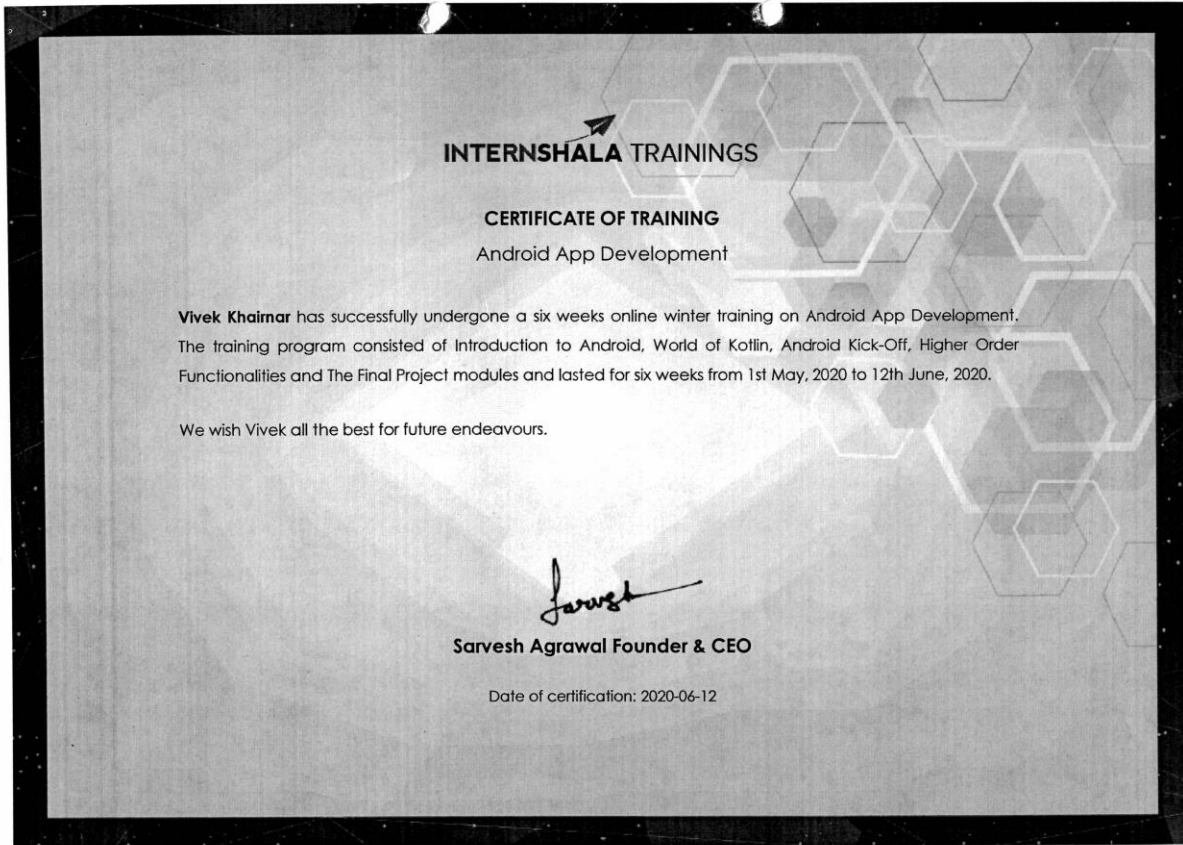 INTERNSHALA TRAININGS
CERTIFICATE OF TRAINING
Android App Development
Vivek Khairnar has successfully undergone a six weeks online winter training on Android App Development.
The training program consisted of Introduction to Android, World of Kotlin, Android Kick-Off, Higher Order
Functionalities and The Final Project modules and lasted for six weeks from 1st May, 2020 to 12th June, 2020.
We wish Vivek all the best for future endeavours.
Sarvesh
Sarvesh Agrawal Founder & CEO
Date of certification: 2020-06-12